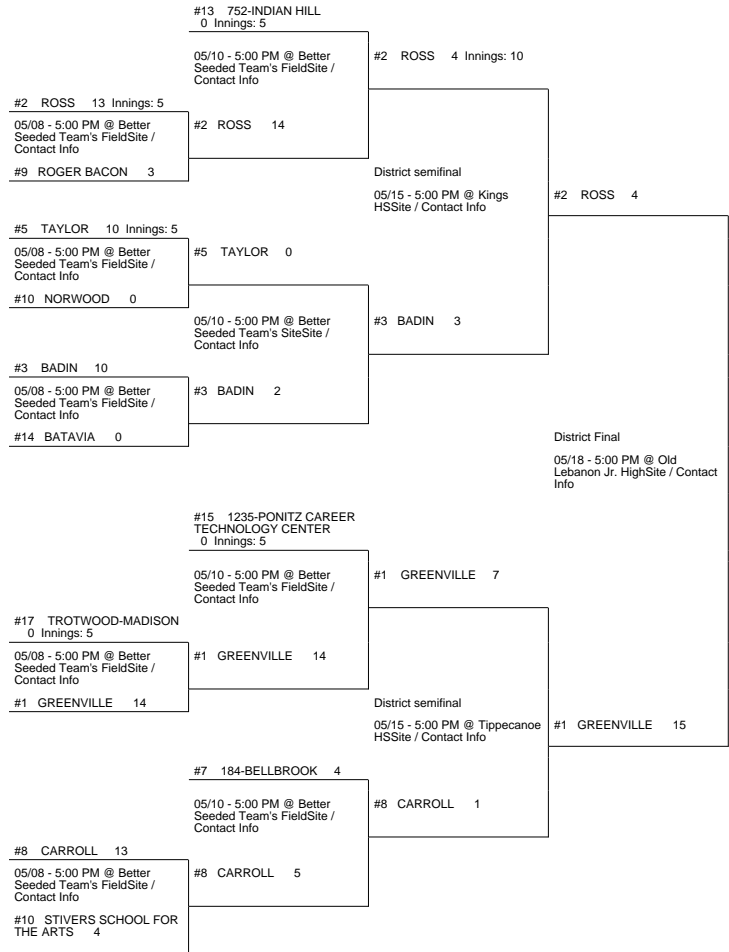 #13 752-INDIAN HILL
0 Innings: 5
05/10 - 5:00 PM @ Better
Seeded Team's FieldSite /
Contact Info
#2 ROSS 4 Innings: 10
#2 ROSS 13 Innings: 5
05/08 - 5:00 PM @ Better
Seeded Team's FieldSite /
Contact Info
#2 ROSS 14
#9 ROGER BACON 3
District semifinal
05/15 - 5:00 PM @ Kings
HSSite / Contact Info
#2 ROSS 4
#5 TAYLOR 10 Innings: 5
05/08 - 5:00 PM @ Better
Seeded Team's FieldSite /
Contact Info
#5 TAYLOR 0
#10 NORWOOD 0
05/10 - 5:00 PM @ Better
Seeded Team's SiteSite /
Contact Info
#3 BADIN 3
#3 BADIN 10
05/08 - 5:00 PM @ Better
Seeded Team's FieldSite /
Contact Info
#3 BADIN 2
#14 BATAVIA 0
District Final
05/18 - 5:00 PM @ Old
Lebanon Jr. HighSite / Contact
Info
#15 1235-PONITZ CAREER
TECHNOLOGY CENTER
0 Innings: 5
05/10 - 5:00 PM @ Better
Seeded Team's FieldSite /
Contact Info
#1 GREENVILLE 7
#17 TROTWOOD-MADISON
0 Innings: 5
05/08 - 5:00 PM @ Better
Seeded Team's FieldSite /
Contact Info
#1 GREENVILLE 14
#1 GREENVILLE 14
District semifinal
05/15 - 5:00 PM @ Tippecanoe
HSSite / Contact Info
#1 GREENVILLE 15
#7 184-BELLBROOK 4
05/10 - 5:00 PM @ Better
Seeded Team's FieldSite /
Contact Info
#8 CARROLL 1
#8 CARROLL 13
05/08 - 5:00 PM @ Better
Seeded Team's FieldSite /
Contact Info
#8 CARROLL 5
#10 STIVERS SCHOOL FOR
THE ARTS 4